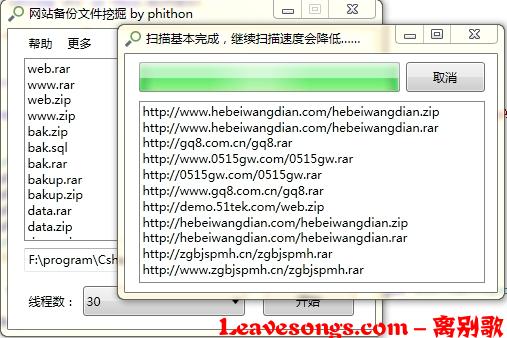 网站备份文件挖掘 by phithon
帮助 更多
web.rar
www.rar
web.zip
www.zip
bak.zip
bak.sql
bak.rar
bakup.rar
bakup.zip
data.rar
data.zip
F:\program\Csh
线程数： 30
开始
扫描基本完成，继续扫描速度会降低......
取消
http://www.hebeiwangdian.com/hebeiwangdian.zip
http://www.hebeiwangdian.com/hebeiwangdian.rar
http://gq8.com.cn/gq8.rar
http://www.0515gw.com/0515gw.rar
http://0515gw.com/0515gw.rar
http://www.gq8.com.cn/gq8.rar
http://demo.51tek.com/web.zip
http://hebeiwangdian.com/hebeiwangdian.zip
http://hebeiwangdian.com/hebeiwangdian.rar
http://zgbjspmh.cn/zgbjspmh.rar
http://www.zgbjspmh.cn/zgbjspmh.rar
Leavesongs.com - 离别歌